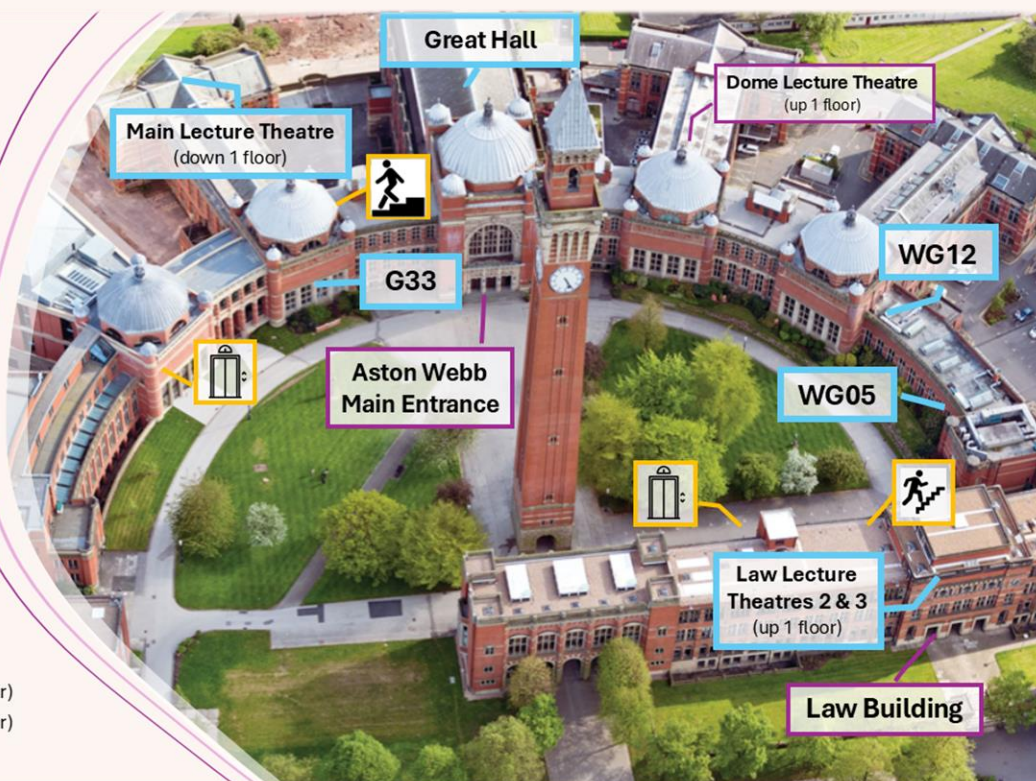 Great Hall
Dome Lecture Theatre
(up 1 floor)
Main Lecture Theatre
(down 1 floor)
WG12
G33
Aston Webb
Main Entrance
WG05
Law Lecture
Theatres 2 & 3
(up 1 floor)
Law Building
r)
r)